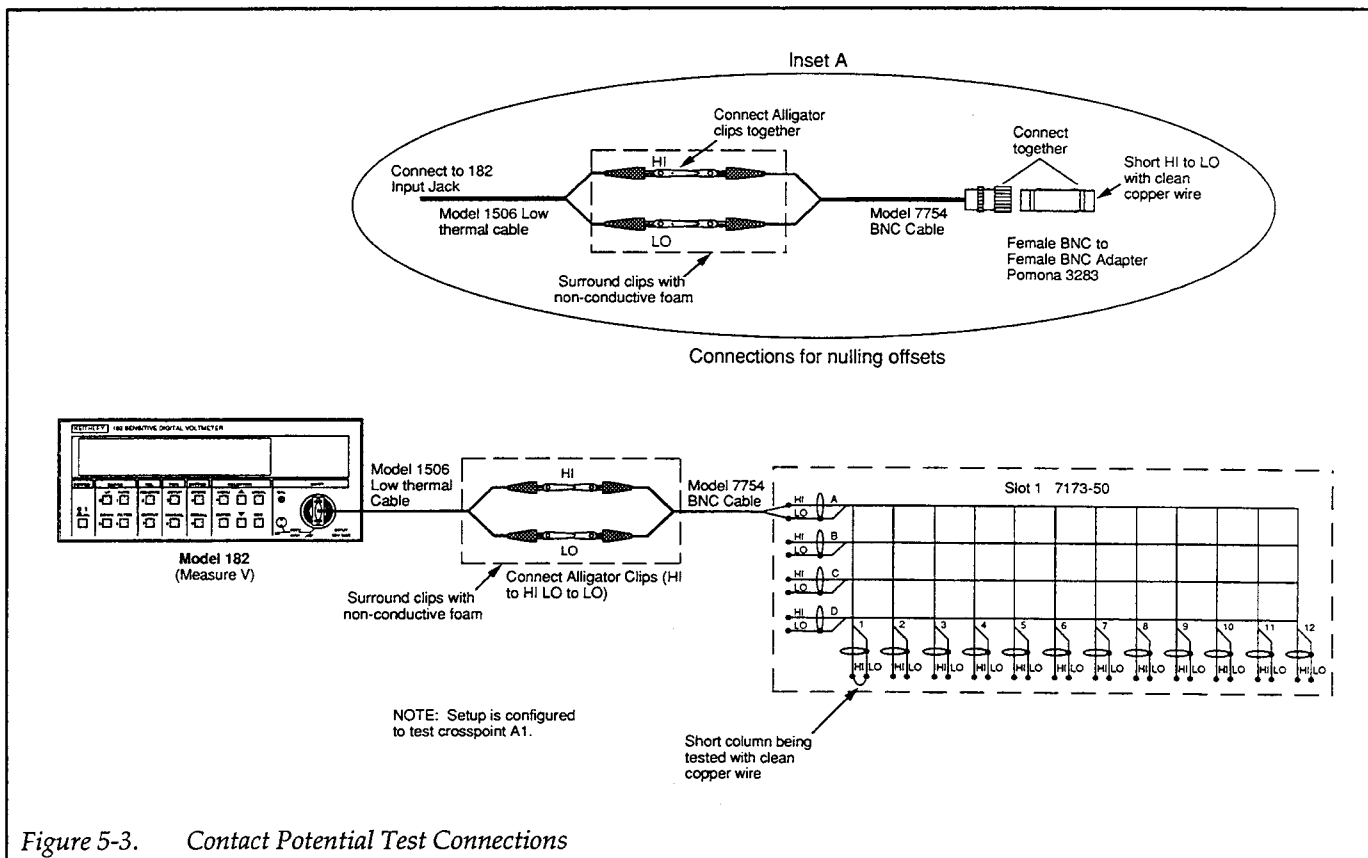 Inset A
Connect Alligator
clips together
Connect
together
HI
Connect to 182
Input Jack
Short HI to LO
with clean
copper wire
Model 1506 Low
thermal cable
Model 7754
BNC Cable
LO
Female BNC to
Female BNC Adapter
Pomona 3283
Surround clips with
non-conductive foam
Connections for nulling offsets
KEITHLEY 182 SENSITIVE DIGITAL VOLTMETER
Model 182
(Measure V)
Model 1506
Low thermal
Cable
HI
LO
Model 7754
BNC Cable
Surround clips with
non-conductive foam
Connect Alligator Clips (HI
to HI LO to LO)
Slot 1 7173-50
HI A
LO
HI B
LO
HI C
LO
HI D
LO
1 2 3 4 5 6 7 8 9 10 11 12
HI LO HI LO HI LO HI LO HI LO HI LO HI LO HI LO HI LO HI LO HI LO HI LO
NOTE: Setup is configured
to test crosspoint A1.
Short column being
tested with clean
copper wire
Figure 5-3. Contact Potential Test Connections